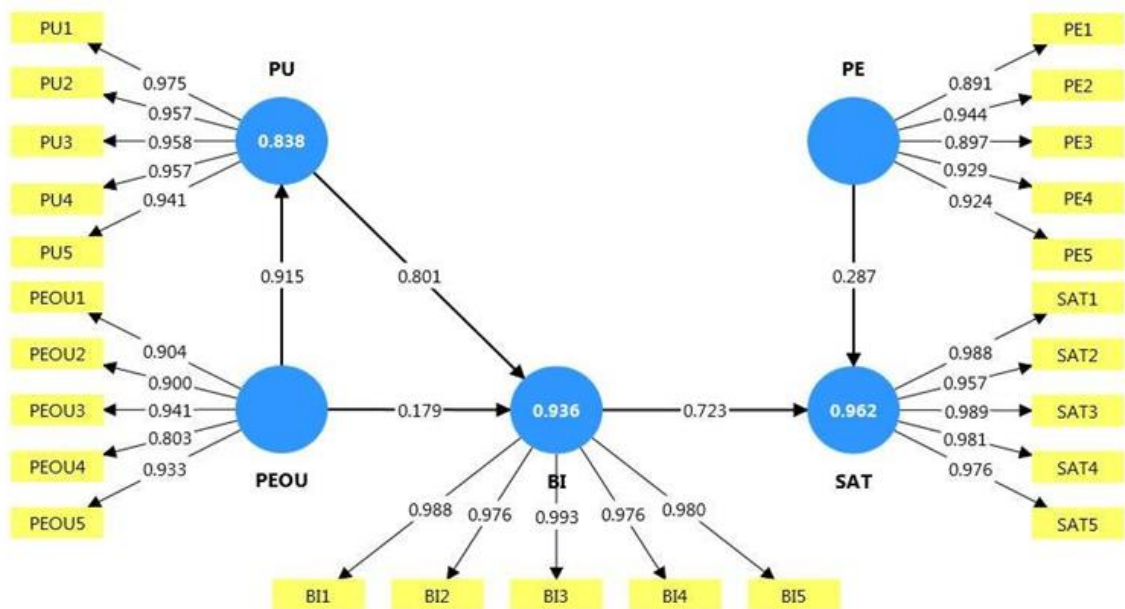 PU1
PU2
PU3
PU4
PU5
0.975
0.957
0.958
0.957
0.941
PU
0.838
PE
0.891
0.944
0.897
0.929
0.924
PE1
PE2
PE3
PE4
PE5
0.915
0.801
0.287
PEOU1
PEOU2
PEOU3
PEOU4
PEOU5
0.904
0.900
0.941
0.803
0.933
PEOU
0.179
0.936
BI
0.723
0.962
SAT
0.988
0.957
0.989
0.981
0.976
SAT1
SAT2
SAT3
SAT4
SAT5
0.988
0.976
0.993
0.976
0.980
BI1
BI2
BI3
BI4
BI5